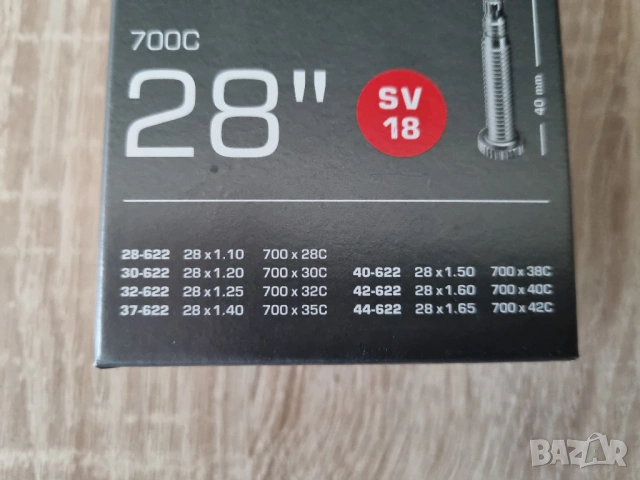 700C
28"
SV
18
40 mm
28-622 28 x 1.10 700 x 28C
30-622 28 x 1.20 700 x 30C 40-622 28 x 1.50 700 x 38C
32-622 28 x 1.25 700 x 32C 42-622 28 x 1.60 700 x 40C
37-622 28 x 1.40 700 x 35C 44-622 28 x 1.65 700 x 42C
BAZAR
bg